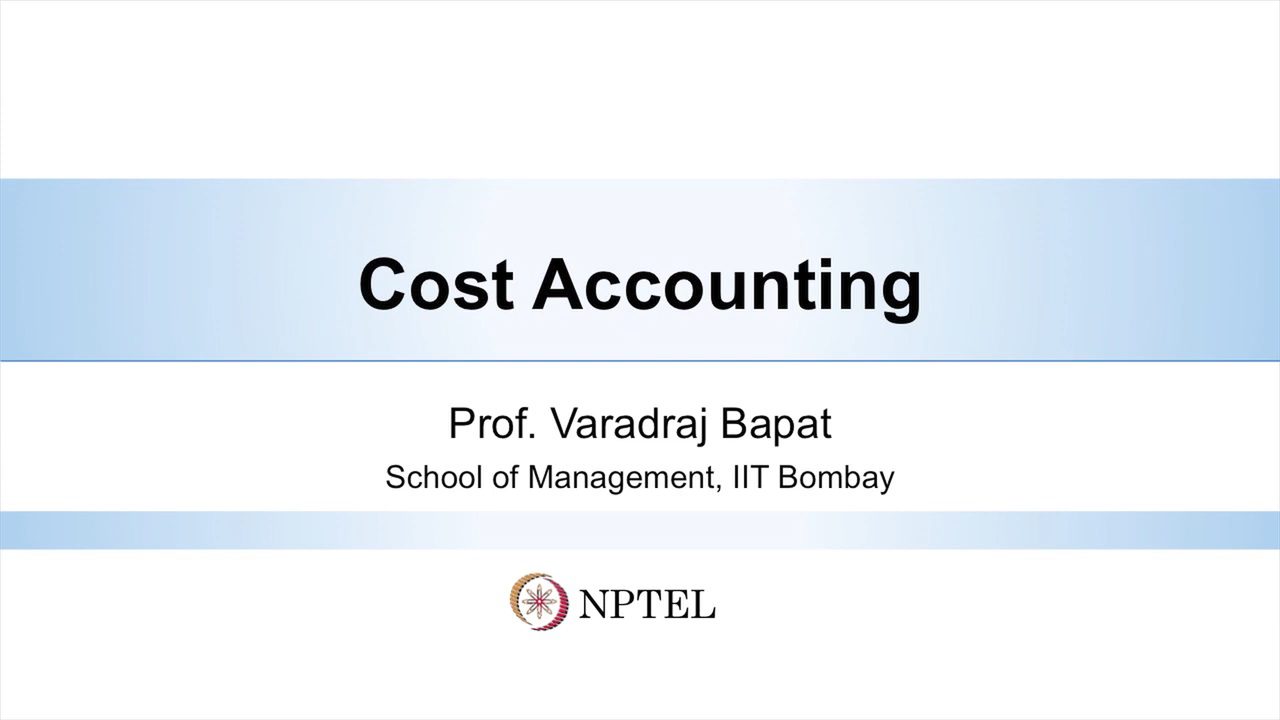 Cost Accounting
Prof. Varadraj Bapat
School of Management, IIT Bombay
NPTEL